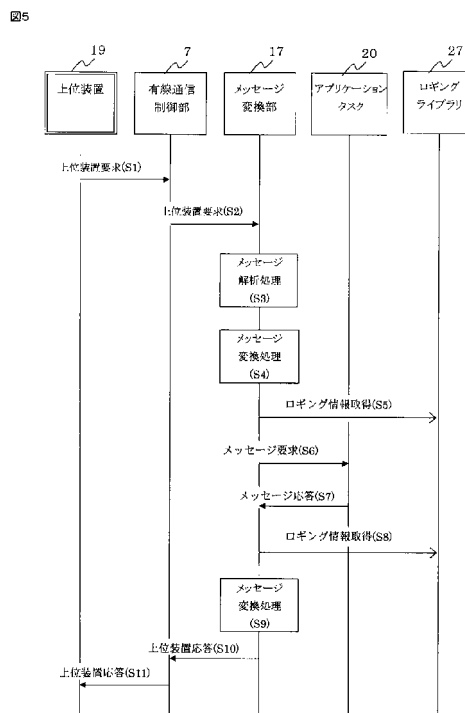 図5
19
7
17
20
27
上位装置
有線通信
制御部
メッセージ
変換部
アプリケーション
タスク
ロギング
ライブラリ
上位装置要求(S1)
上位装置要求(S2)
メッセージ
解析処理
(S3)
メッセージ
変換処理
(S4)
ロギング情報取得(S5)
メッセージ要求(S6)
メッセージ応答(S7)
ロギング情報取得(S8)
メッセージ
変換処理
(S9)
上位装置応答(S10)
上位装置応答(S11)